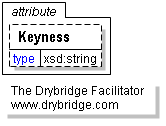 attribute
Keyness
type xsd:string
The Drybridge Facilitator
www.drybridge.com